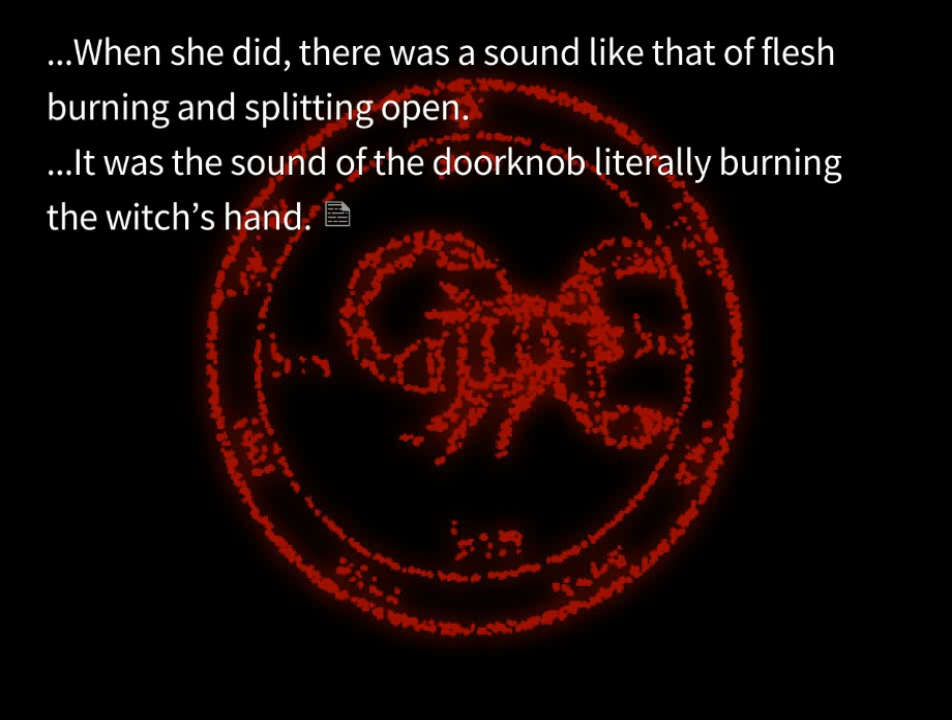 ...When she did, there was a sound like that of flesh
burning and splitting open.
...It was the sound of the doorknob literally burning
the witch’s hand.